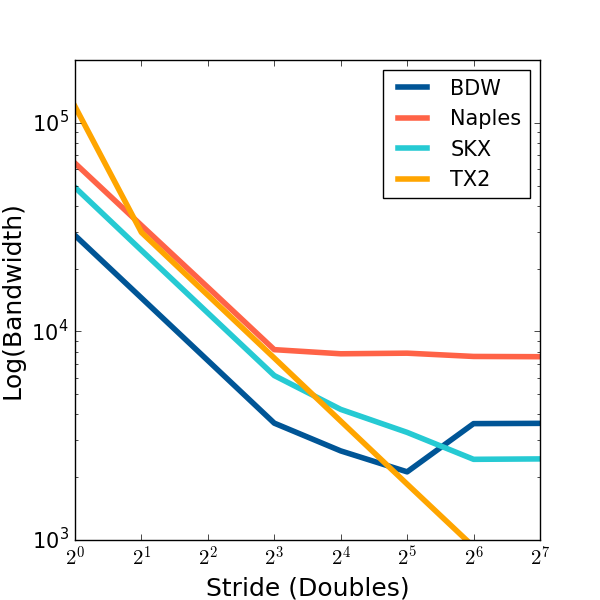 BDW
Naples
SKX
TX2
10^5
10^4
10^3
Log(Bandwidth)
2^0 2^1 2^2 2^3 2^4 2^5 2^6 2^7
Stride (Doubles)